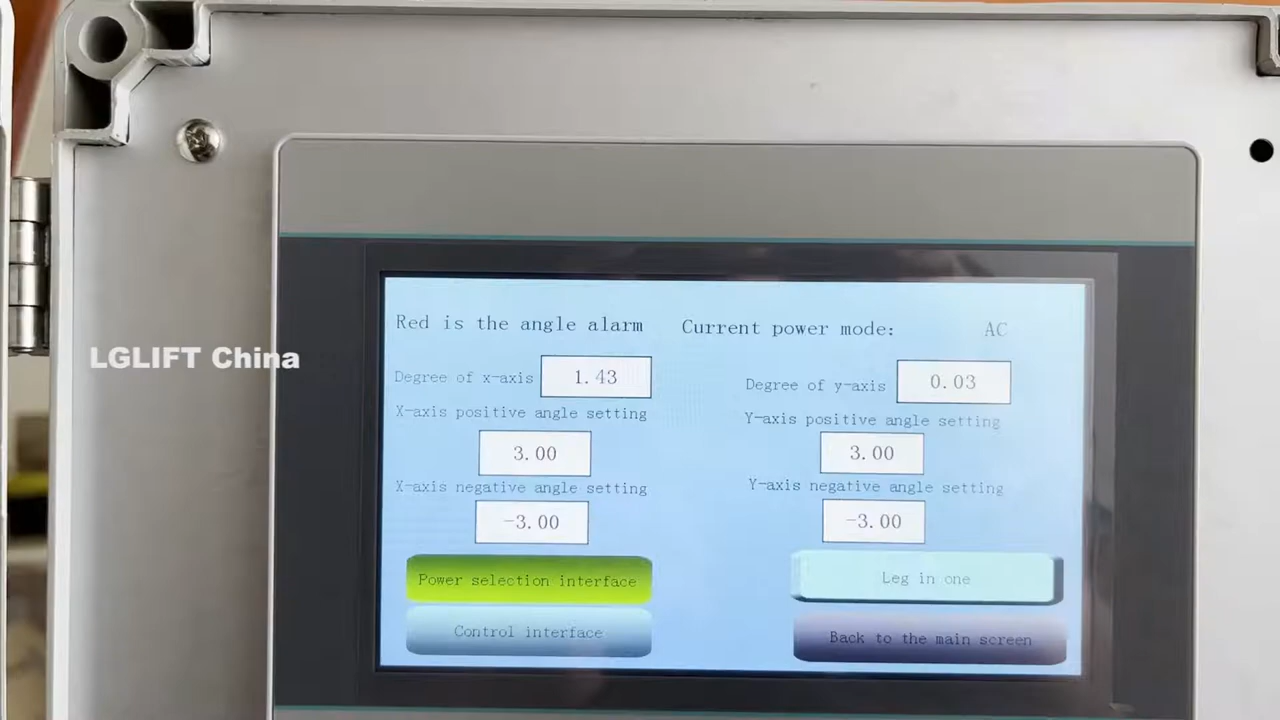 Red is the angle alarm
Current power mode: AC
Degree of x-axis 1.43
Degree of y-axis 0.03
X-axis positive angle setting
Y-axis positive angle setting
3.00
3.00
X-axis negative angle setting
Y-axis negative angle setting
-3.00
-3.00
Power selection interface
Leg in one
Control interface
Back to the main screen
LGLIFT China